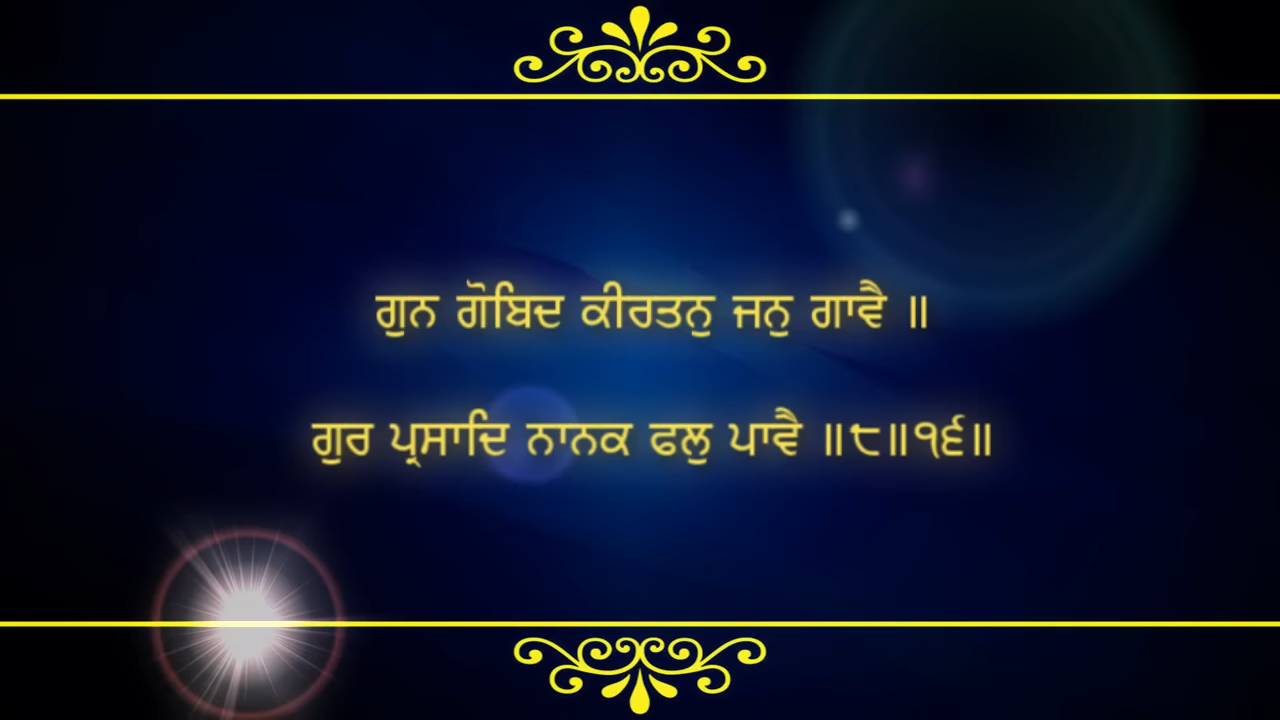 ਗੁਨ ਗੋਬਿਦ ਕੀਰਤਨੁ ਜਨੁ ਗਾਵੈ ॥
ਗੁਰ ਪ੍ਰਸਾਦਿ ਨਾਨਕ ਫਲੁ ਪਾਵੈ ॥੮॥੧੬॥